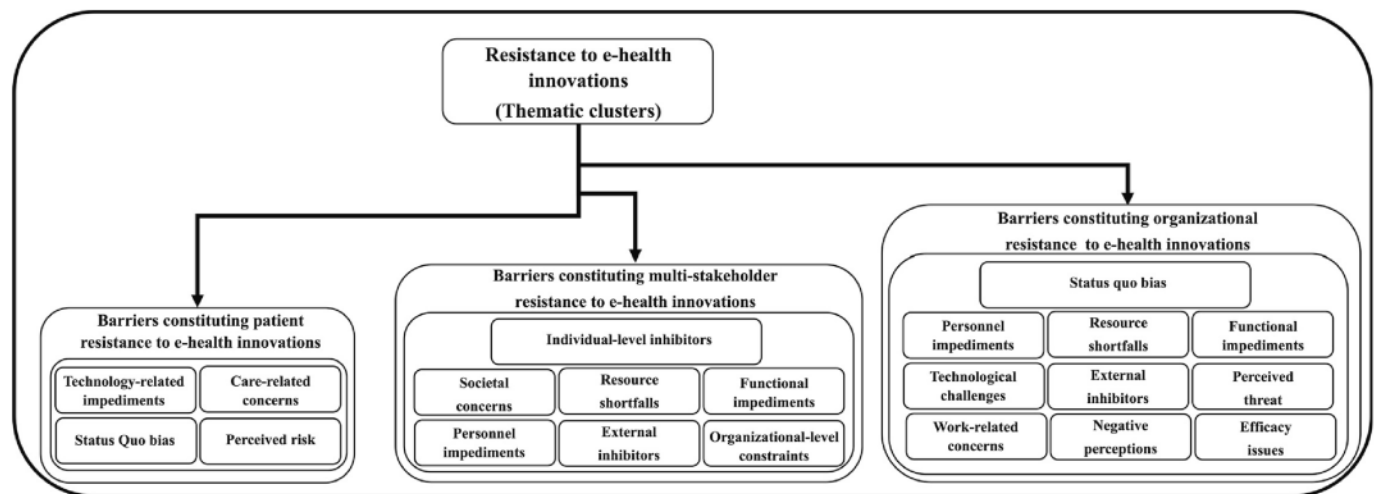 Resistance to e-health
innovations
(Thematic clusters)
Barriers constituting patient
resistance to e-health innovations
Technology-related
impediments
Care-related
concerns
Status Quo bias
Perceived risk
Barriers constituting multi-stakeholder
resistance to e-health innovations
Individual-level inhibitors
Societal
concerns
Resource
shortfalls
Functional
impediments
Personnel
impediments
External
inhibitors
Organizational-level
constraints
Barriers constituting organizational
resistance to e-health innovations
Status quo bias
Personnel
impediments
Resource
shortfalls
Functional
impediments
Technological
challenges
External
inhibitors
Perceived
threat
Work-related
concerns
Negative
perceptions
Efficacy
issues